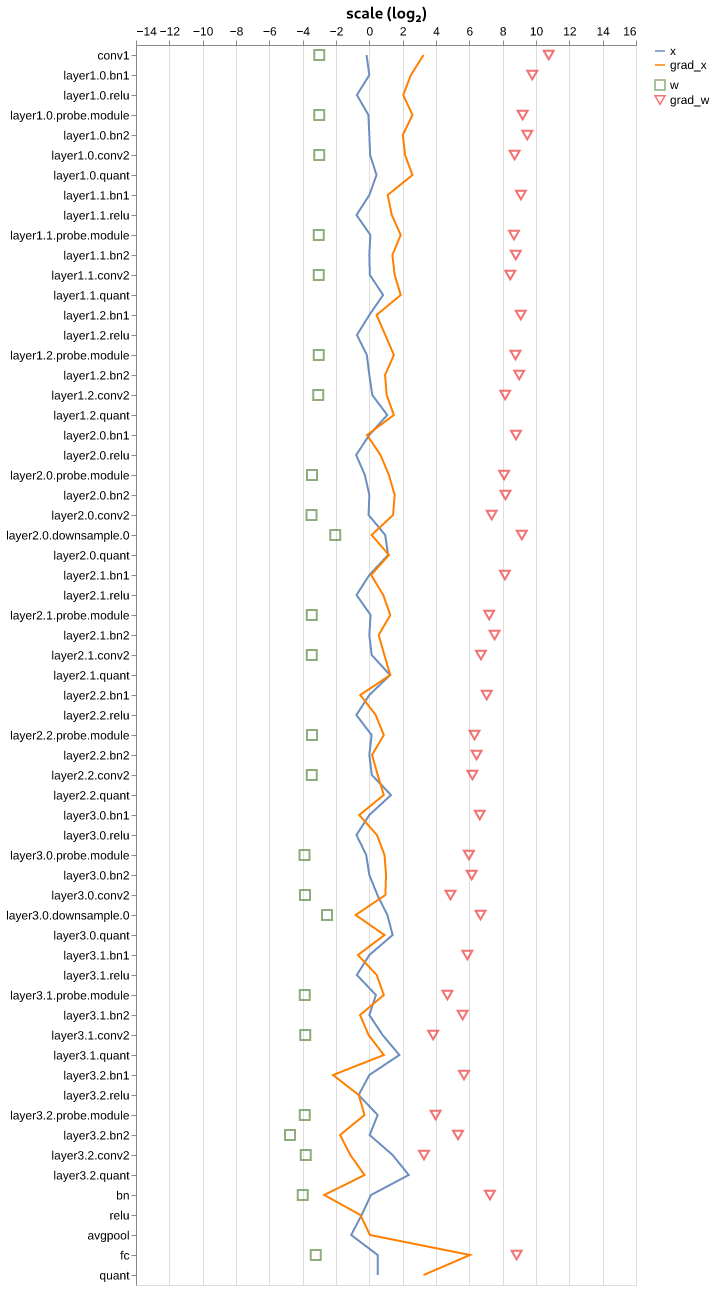 scale (log₂)
−14 −12 −10 −8 −6 −4 −2 0 2 4 6 8 10 12 14 16
x
grad_x
w
grad_w
conv1
layer1.0.bn1
layer1.0.relu
layer1.0.probe.module
layer1.0.bn2
layer1.0.conv2
layer1.0.quant
layer1.1.bn1
layer1.1.relu
layer1.1.probe.module
layer1.1.bn2
layer1.1.conv2
layer1.1.quant
layer1.2.bn1
layer1.2.relu
layer1.2.probe.module
layer1.2.bn2
layer1.2.conv2
layer1.2.quant
layer2.0.bn1
layer2.0.relu
layer2.0.probe.module
layer2.0.bn2
layer2.0.conv2
layer2.0.downsample.0
layer2.0.quant
layer2.1.bn1
layer2.1.relu
layer2.1.probe.module
layer2.1.bn2
layer2.1.conv2
layer2.1.quant
layer2.2.bn1
layer2.2.relu
layer2.2.probe.module
layer2.2.bn2
layer2.2.conv2
layer2.2.quant
layer3.0.bn1
layer3.0.relu
layer3.0.probe.module
layer3.0.bn2
layer3.0.conv2
layer3.0.downsample.0
layer3.0.quant
layer3.1.bn1
layer3.1.relu
layer3.1.probe.module
layer3.1.bn2
layer3.1.conv2
layer3.1.quant
layer3.2.bn1
layer3.2.relu
layer3.2.probe.module
layer3.2.bn2
layer3.2.conv2
layer3.2.quant
bn
relu
avgpool
fc
quant